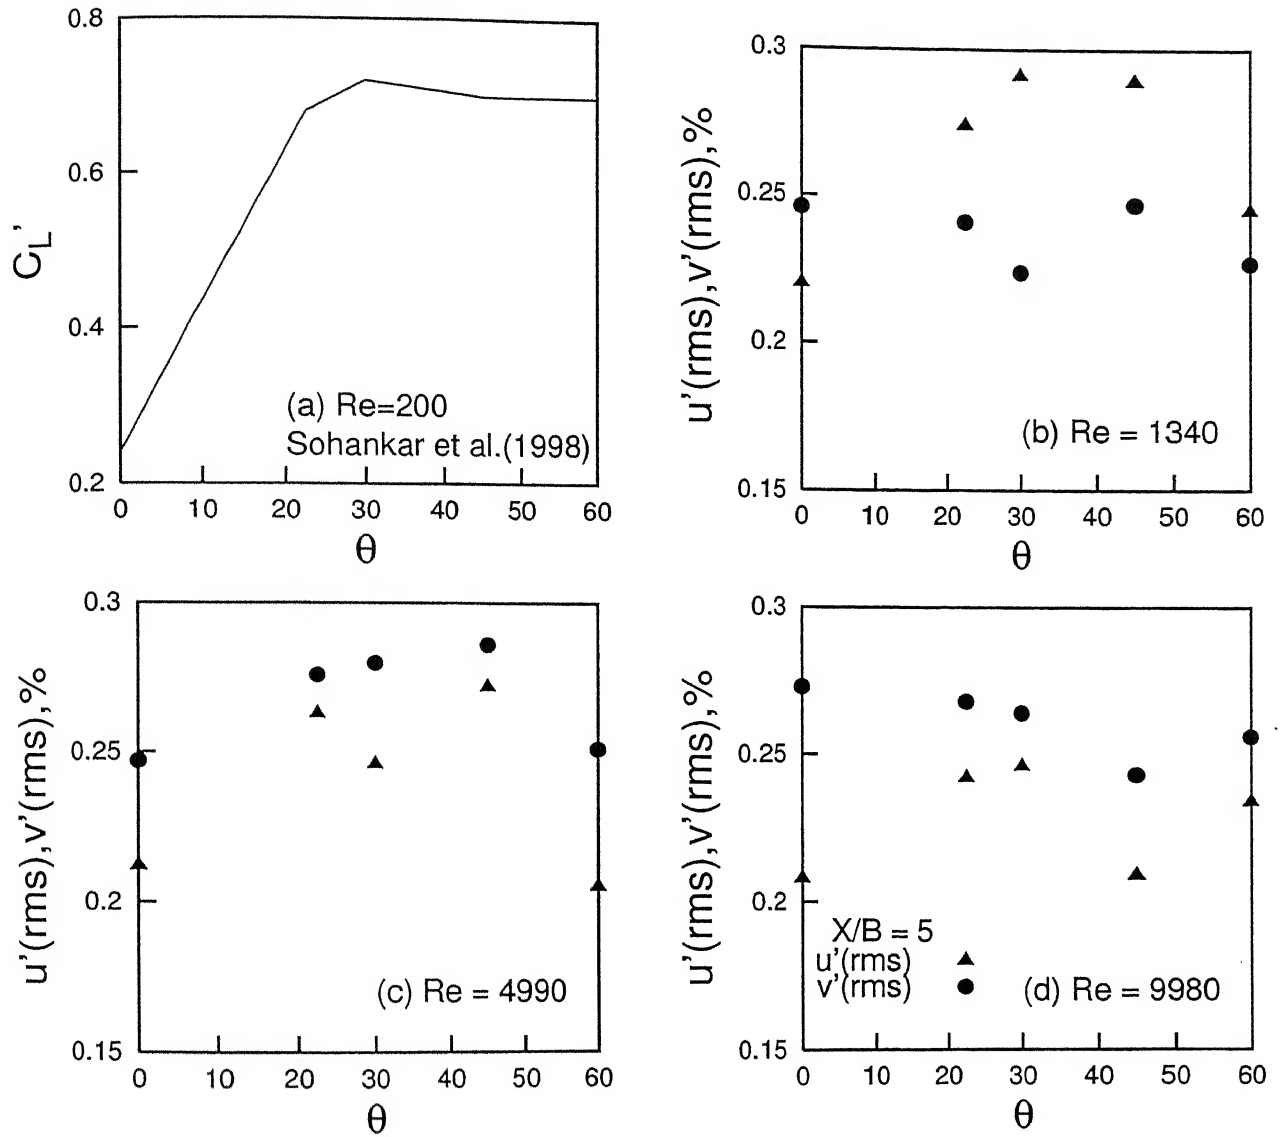 0.8
0.6
0.4
0.2
C_L'
(a) Re=200
Sohankar et al.(1998)
0 10 20 30 40 50 60
θ
0.3
0.25
0.2
0.15
u'(rms),v'(rms),%
(b) Re = 1340
0 10 20 30 40 50 60
θ
0.3
0.25
0.2
0.15
u'(rms),v'(rms),%
(c) Re = 4990
0 10 20 30 40 50 60
θ
0.3
0.25
0.2
0.15
u'(rms),v'(rms),%
X/B = 5
u'(rms)
v'(rms)
(d) Re = 9980
0 10 20 30 40 50 60
θ